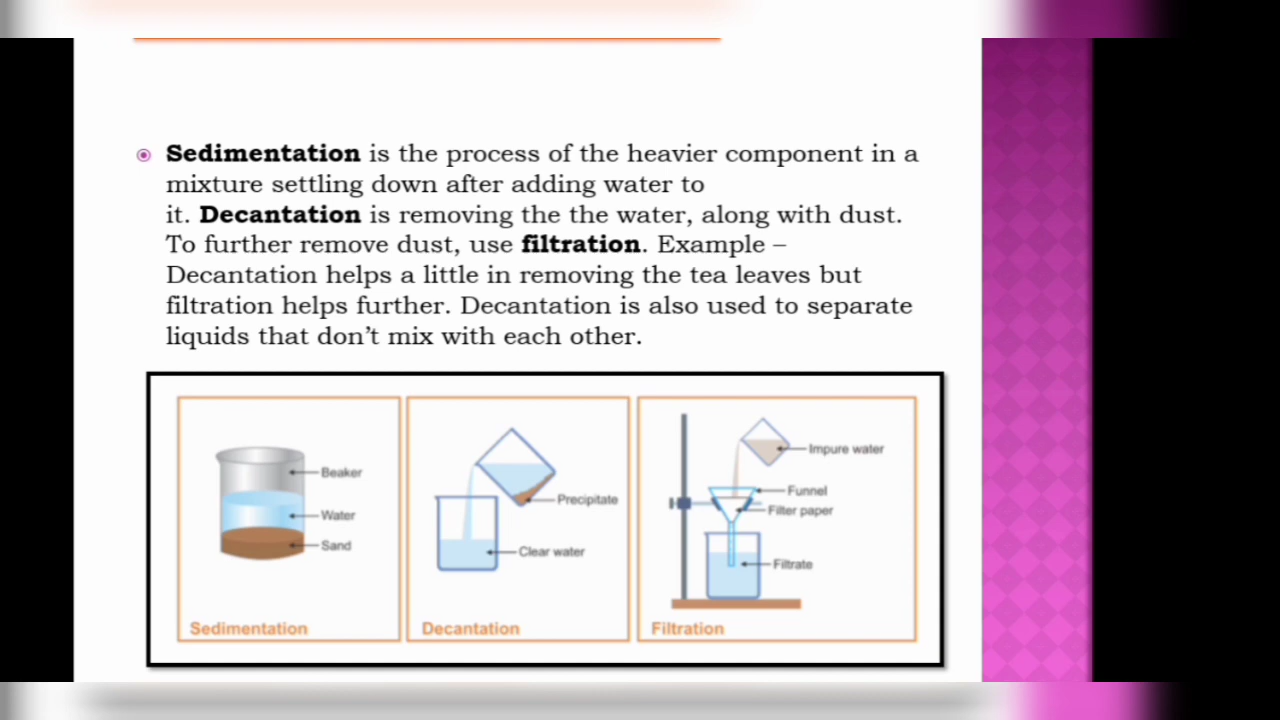 Sedimentation is the process of the heavier component in a
mixture settling down after adding water to
it. Decantation is removing the the water, along with dust.
To further remove dust, use filtration. Example –
Decantation helps a little in removing the tea leaves but
filtration helps further. Decantation is also used to separate
liquids that don't mix with each other.
Beaker
Water
Sand
Sedimentation
Precipitate
Clear water
Decantation
Impure water
Funnel
Filter paper
Filtrate
Filtration